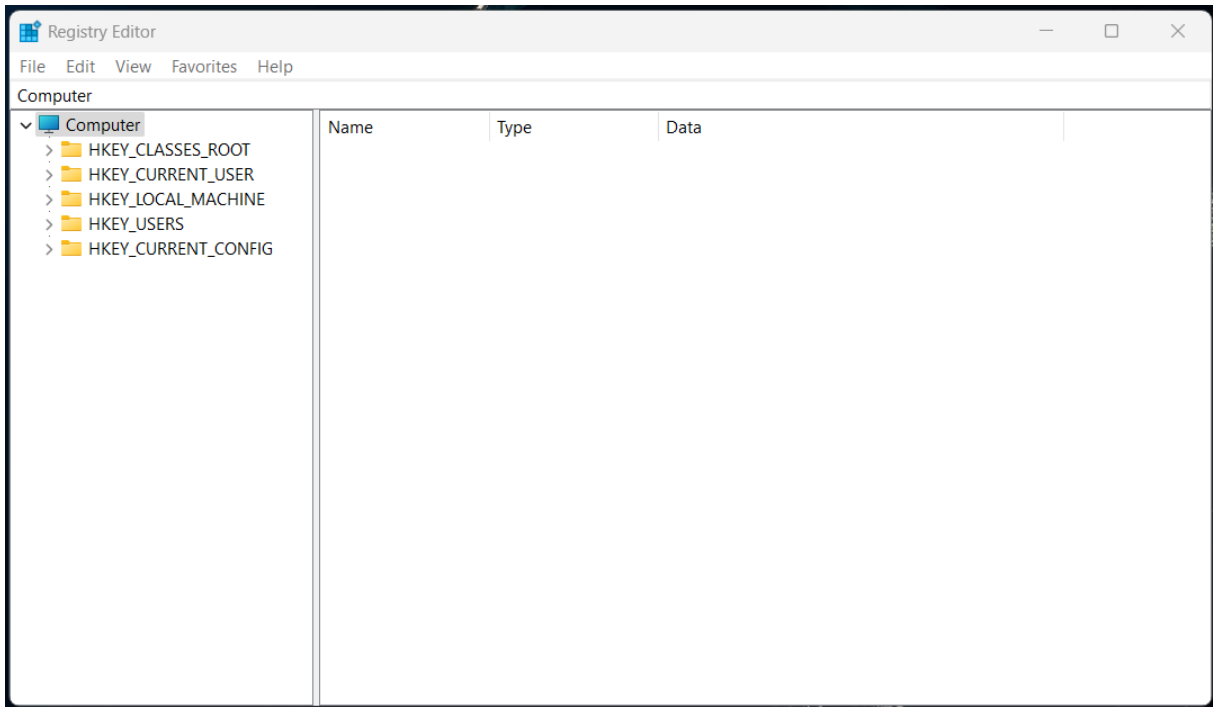 Registry Editor
File Edit View Favorites Help
Computer
Computer
HKEY_CLASSES_ROOT
HKEY_CURRENT_USER
HKEY_LOCAL_MACHINE
HKEY_USERS
HKEY_CURRENT_CONFIG
Name Type Data